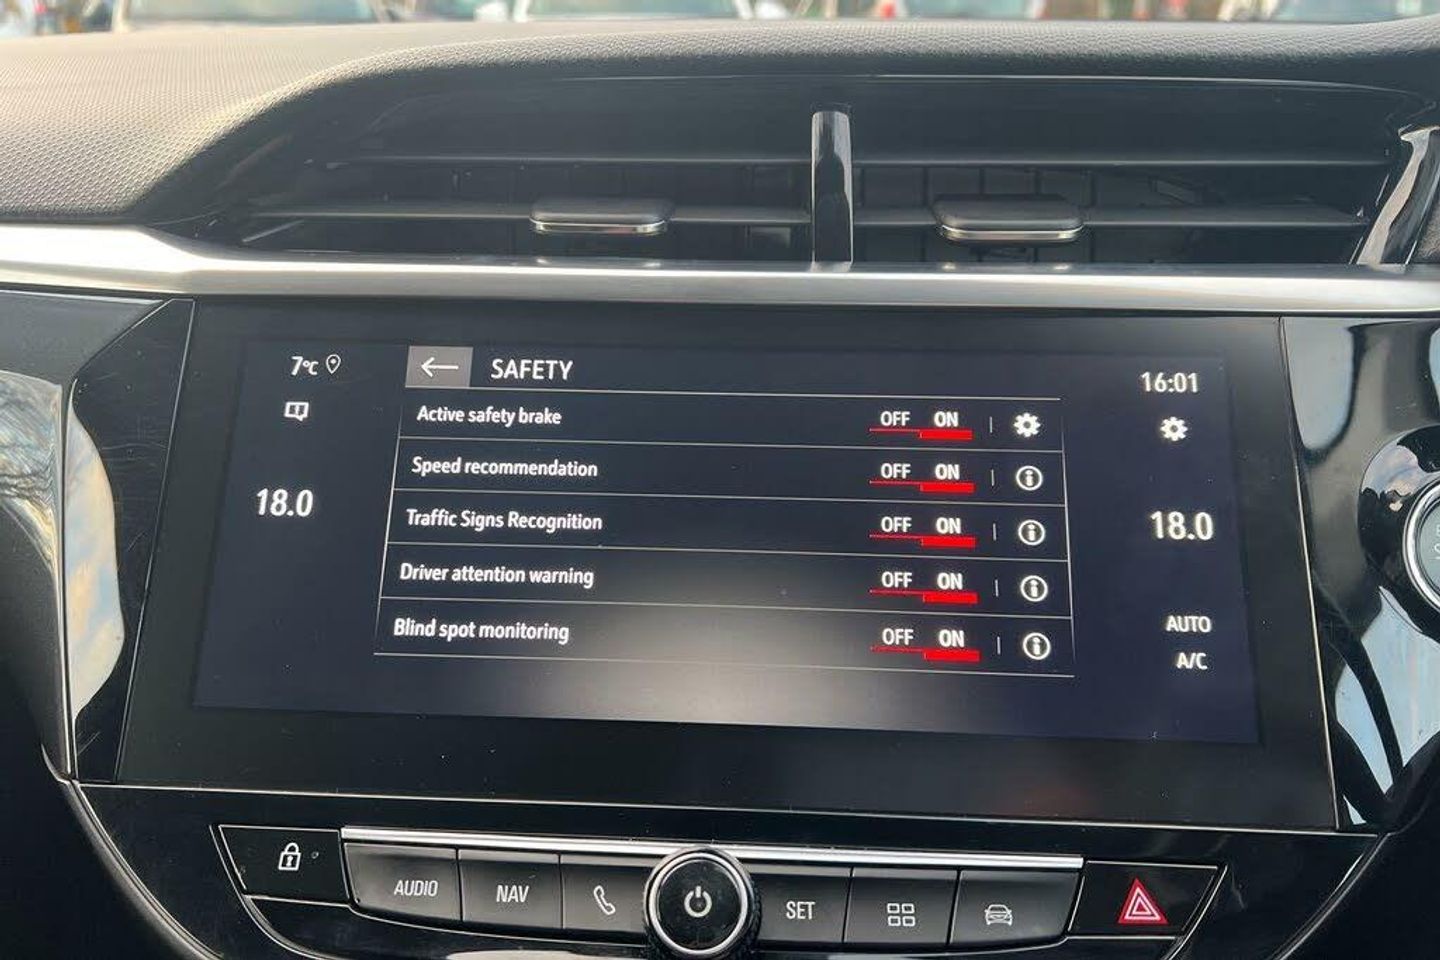 7°C
SAFETY
16:01
Active safety brake OFF ON
Speed recommendation OFF ON
18.0
Traffic Signs Recognition OFF ON
18.0
Driver attention warning OFF ON
Blind spot monitoring OFF ON
AUTO
A/C
AUDIO NAV SET